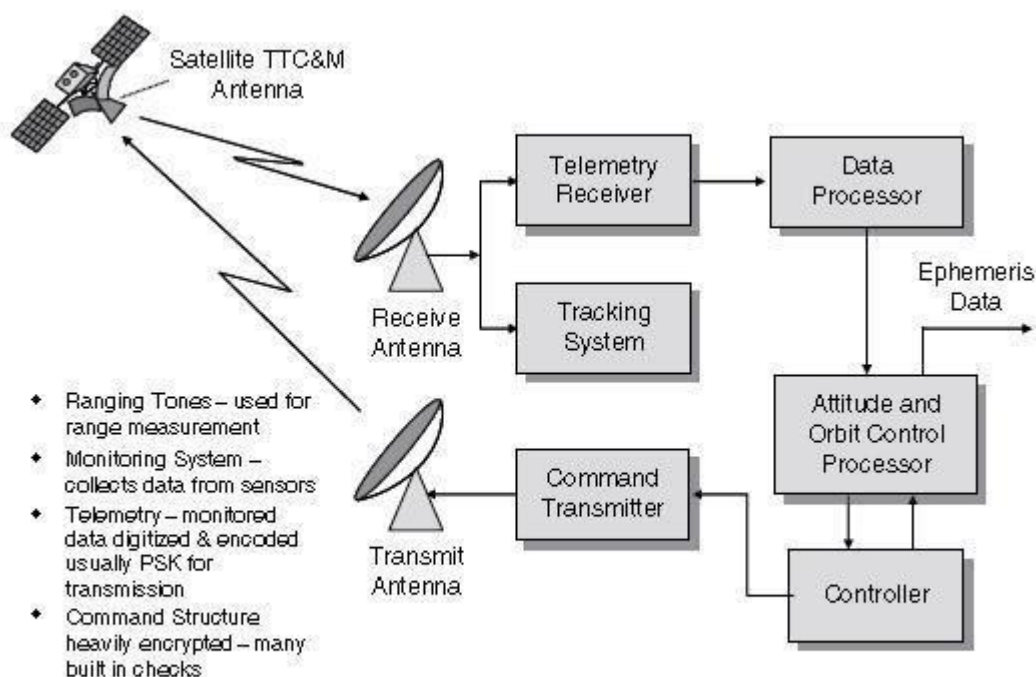 Satellite TTC&M
Antenna
Telemetry
Receiver
Data
Processor
Ephemeris
Data
Receive
Antenna
Tracking
System
◆ Ranging Tones – used for
range measurement
◆ Monitoring System –
collects data from sensors
◆ Telemetry – monitored
data digitized & encoded
usually PSK for
transmission
◆ Command Structure
heavily encrypted – many
built in checks
Attitude and
Orbit Control
Processor
Command
Transmitter
Transmit
Antenna
Controller